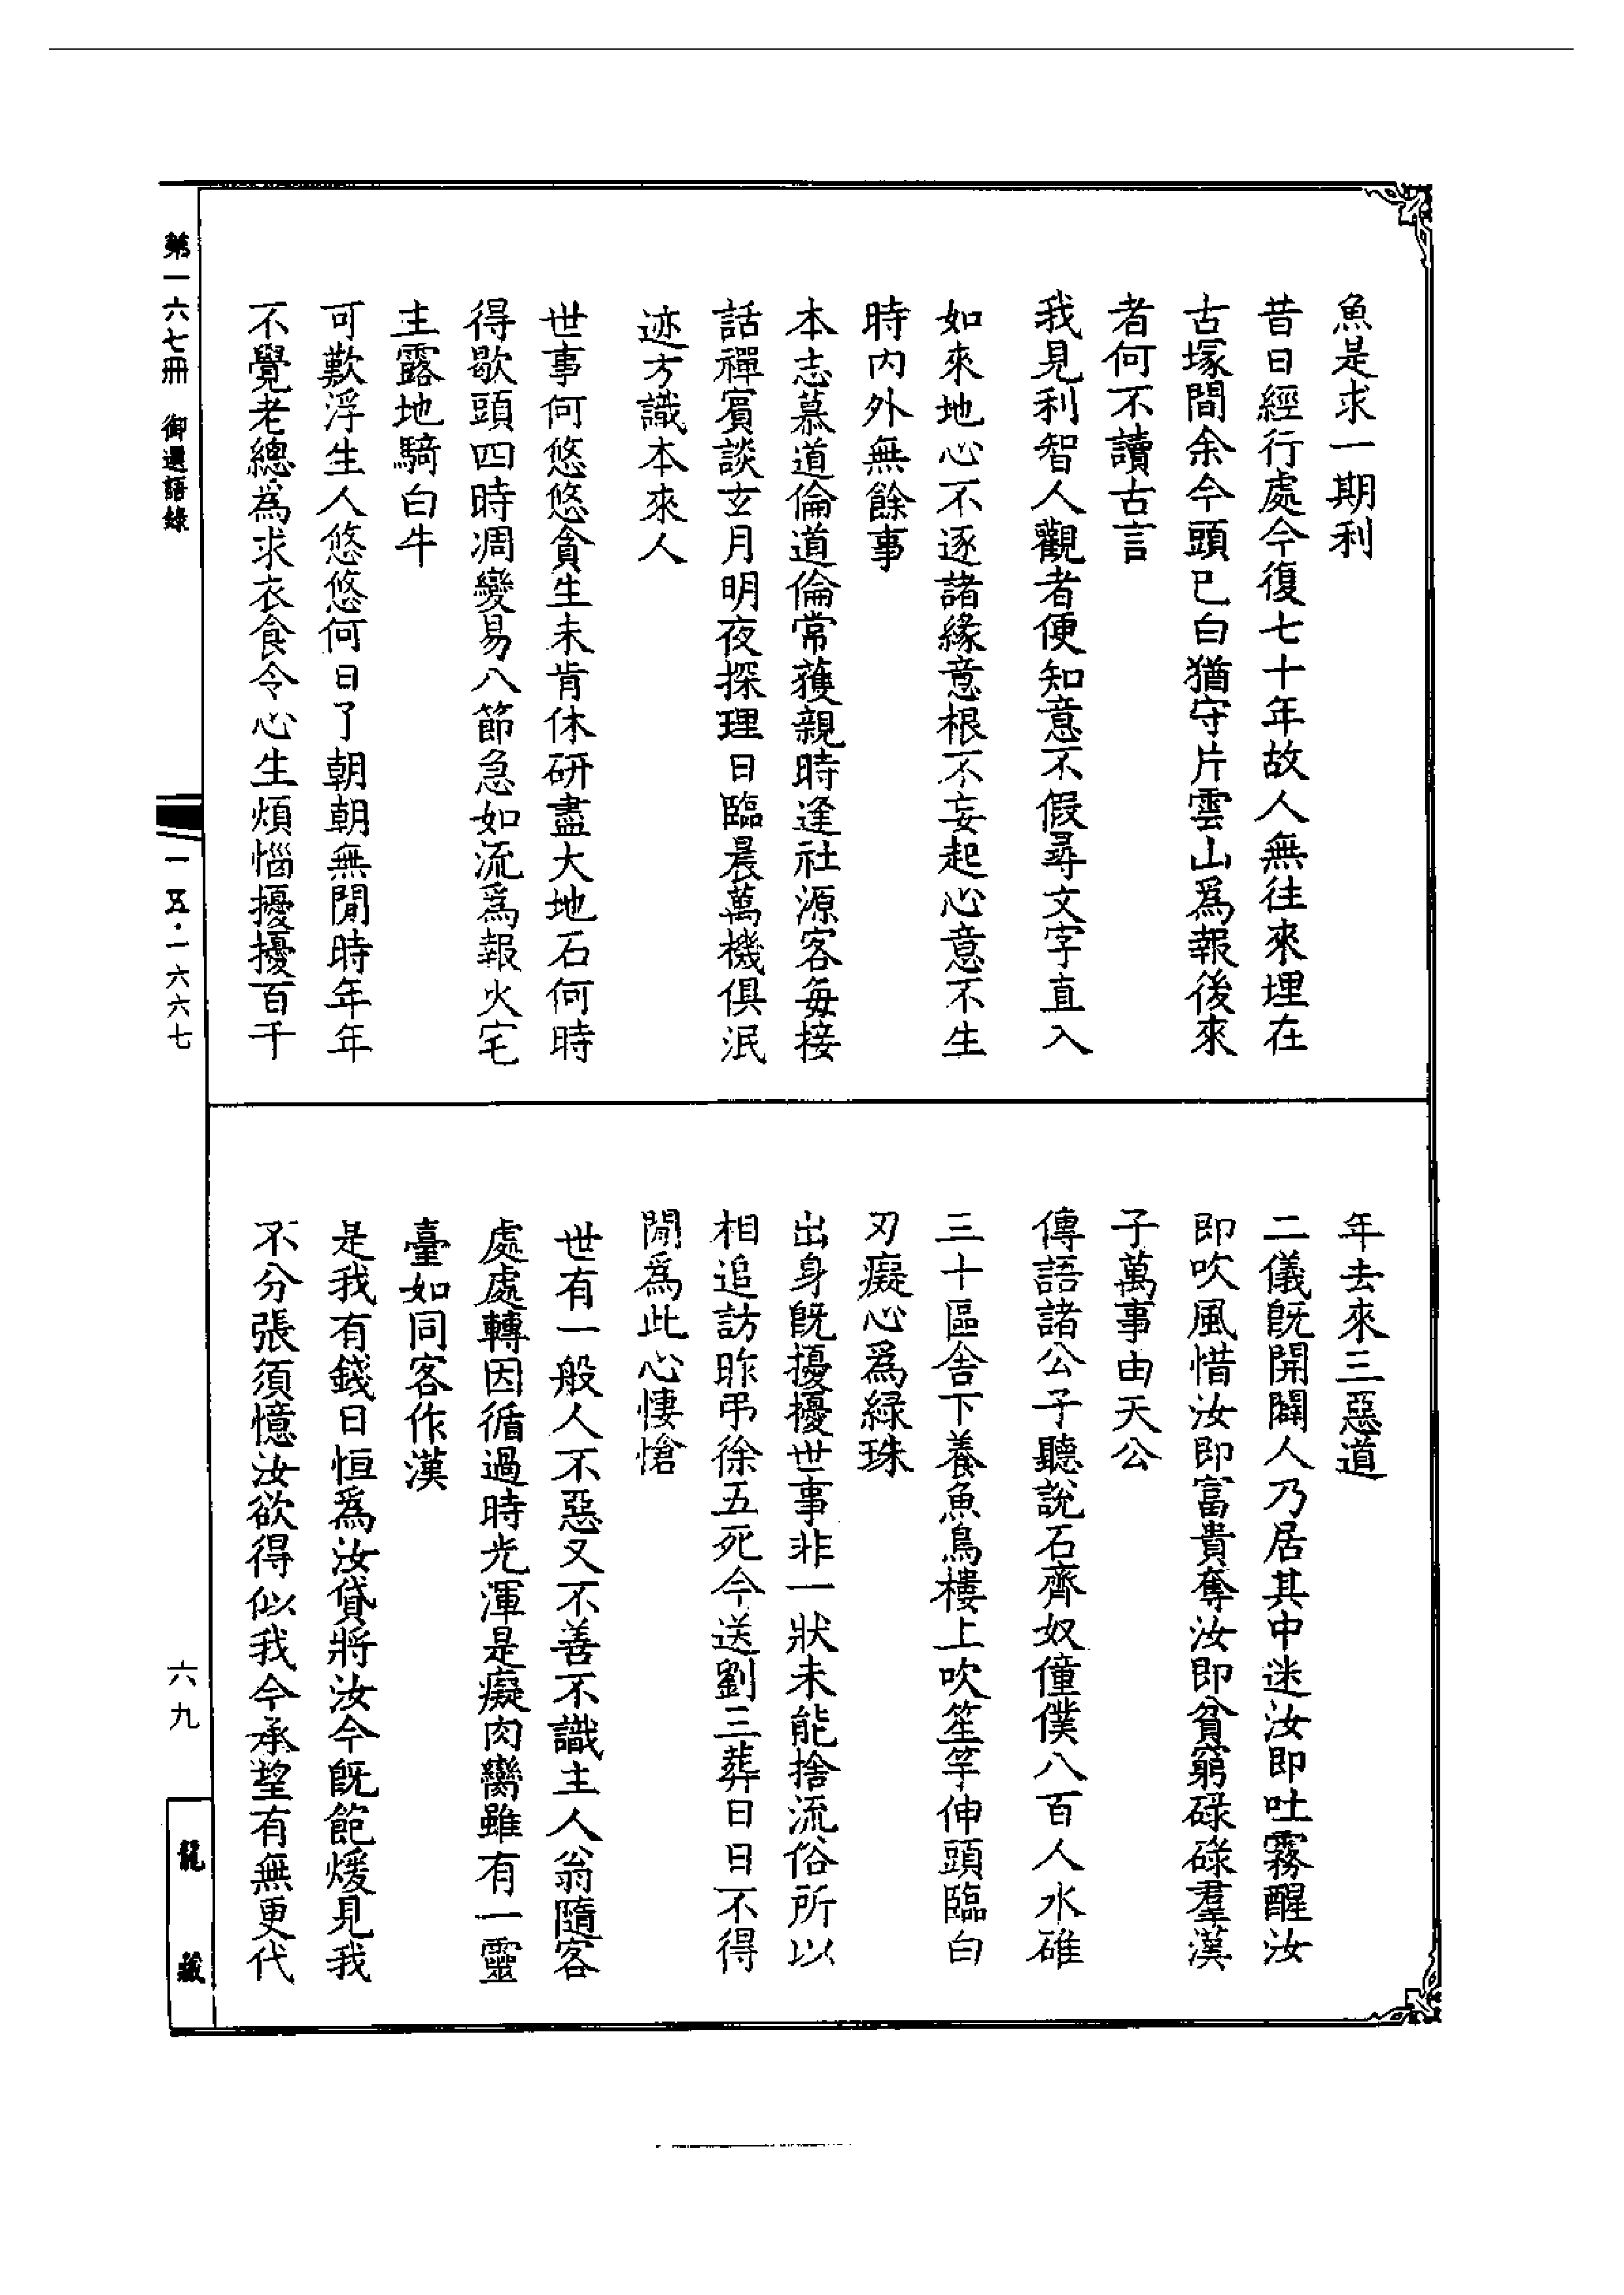 魚是求一期利
昔日經行處今復七十年故人無往來埋在
古塚間余今頭已白猶守片雲山爲報後來
者何不讀古言
我見利智人觀者便知意不假尋文字直入
如來地心不逐諸緣意根不妄起心意不生
時内外無餘事
本志慕道倫道倫常獲親時逢社源客每接
話禪賓談玄月明夜探理日臨晨萬機俱泯
迹方識本來人
世事何悠悠貪生未肯休研盡大地石何時
得歇頭四時凋變易八節急如流爲報火宅
主露地騎白牛
可歎浮生人悠悠何日了朝朝無閒時年年
不覺老總爲求衣食令心生煩惱擾擾百千
年去來三惡道
二儀旣開闢人乃居其中迷汝即吐霧醒汝
即吹風惜汝即富貴奪汝即貧窮碌碌羣漢
子萬事由天公
傳語諸公子聽說石齊奴僮僕八百人水碓
三十區舍下養魚鳥樓上吹笙竽伸頭臨白
刃癡心爲緑珠
出身旣擾擾世事非一狀未能捨流俗所以
相追訪昨弔徐五死今送劉三葬日日不得
閒爲此心悽愴
世有一般人不惡又不善不識主人翁隨客
處處轉因循過時光渾是癡肉臠雖有一靈
臺如同客作漢
是我有錢日恒爲汝貸將汝今旣飽煖見我
不分張須憶汝欲得似我今承望有無更代
第一六七冊　御選語錄
一五·一六六七
六九
龍藏